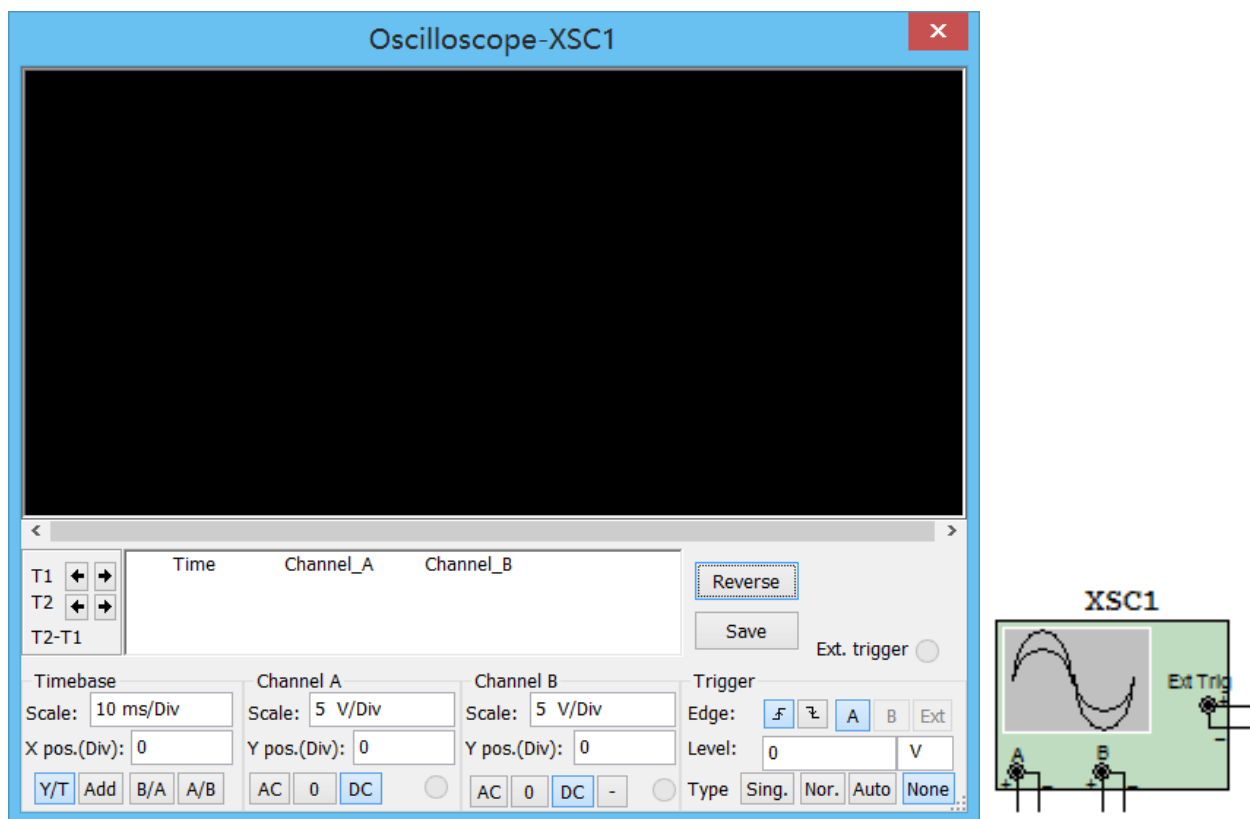 Oscilloscope-XSC1
Time Channel_A Channel_B
T1
T2
T2-T1
Reverse
Save
Ext. trigger
Timebase
Scale: 10 ms/Div
X pos.(Div): 0
Y/T Add B/A A/B
Channel A
Scale: 5 V/Div
Y pos.(Div): 0
AC 0 DC
Channel B
Scale: 5 V/Div
Y pos.(Div): 0
AC 0 DC -
Trigger
Edge: A B Ext
Level: 0 V
Type Sing. Nor. Auto None
XSC1
Ext Trig
+
−
A B
+ − + −